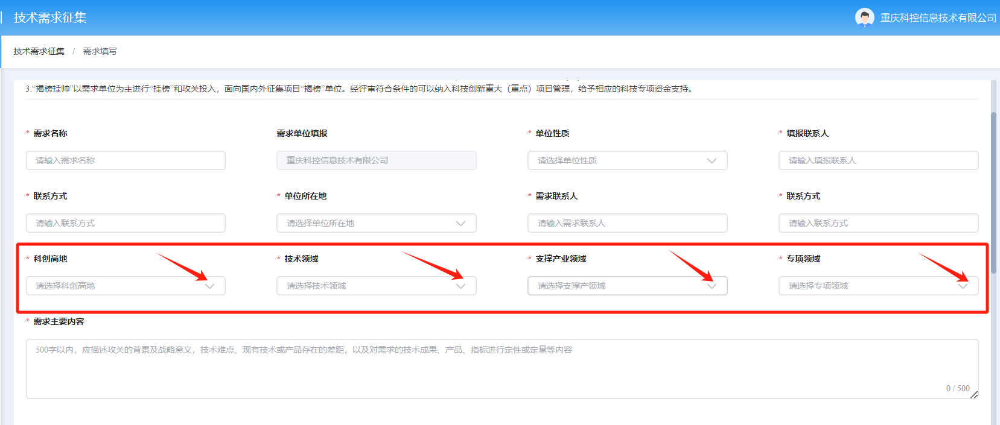 技术需求征集
重庆科控信息技术有限公司
技术需求征集 / 需求填写
3.“揭榜挂帅”以需求单位为主进行“挂榜”和攻关投入，面向国内外征集项目“揭榜”单位。经评审符合条件的可以纳入科技创新重大（重点）项目管理，给予相应的科技专项资金支持。
* 需求名称 需求单位填报 * 单位性质 * 填报联系人
请输入需求名称 重庆科控信息技术有限公司 请选择单位性质 请输入填报联系人
* 联系方式 * 单位所在地 * 需求联系人 * 联系方式
请输入联系方式 请选择单位所在地 请输入需求联系人 请输入联系方式
* 科创高地 * 技术领域 * 支撑产业领域 * 专项领域
请选择科创高地 请选择技术领域 请选择支撑产领域 请选择专项领域
* 需求主要内容
500字以内，应描述攻关的背景及战略意义，技术难点、现有技术或产品存在的差距，以及对需求的技术成果、产品、指标进行定性或定量等内容
0 / 500